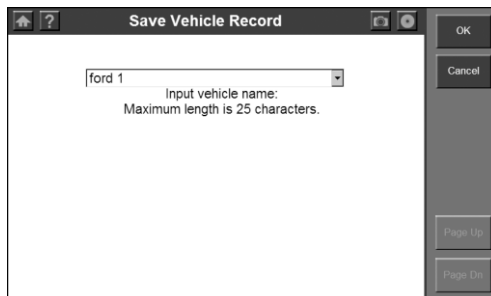 ?
Save Vehicle Record
OK
Cancel
ford 1
Input vehicle name:
Maximum length is 25 characters.
Page Up
Page Dn